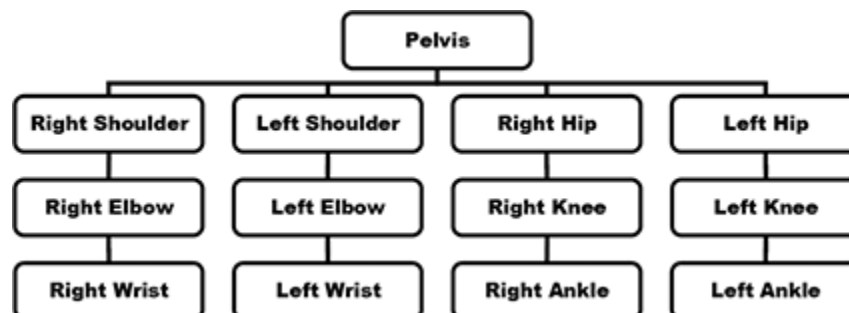 Pelvis
Right Shoulder
Left Shoulder
Right Hip
Left Hip
Right Elbow
Left Elbow
Right Knee
Left Knee
Right Wrist
Left Wrist
Right Ankle
Left Ankle